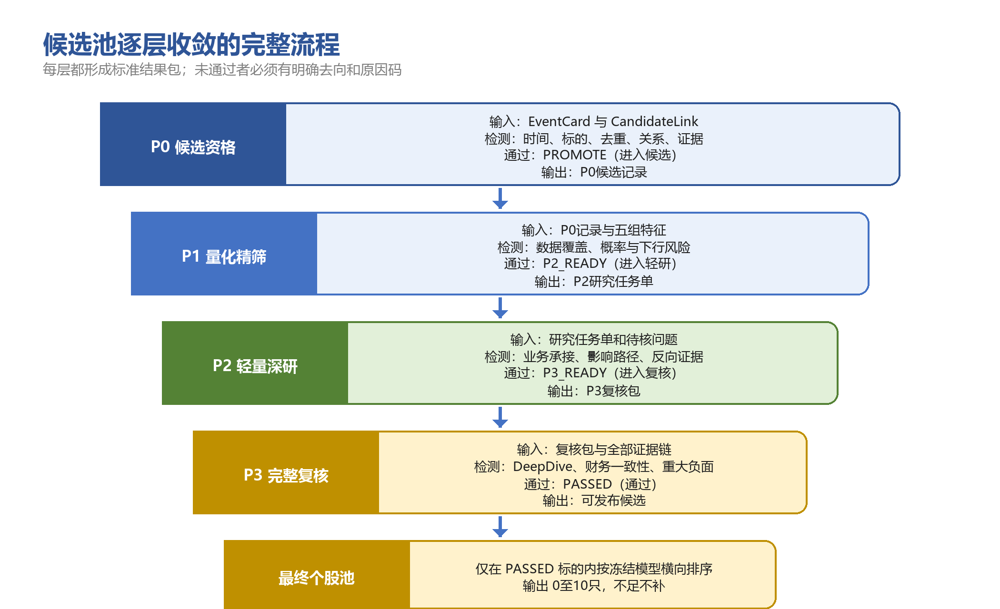 候选池逐层收敛的完整流程
每层都形成标准结果包；未通过者必须有明确去向和原因码
P0 候选资格
输入：EventCard 与 CandidateLink
检测：时间、标的、去重、关系、证据
通过：PROMOTE（进入候选）
输出：P0候选记录
P1 量化精筛
输入：P0记录与五组特征
检测：数据覆盖、概率与下行风险
通过：P2_READY（进入轻研）
输出：P2研究任务单
P2 轻量深研
输入：研究任务单和待核问题
检测：业务承接、影响路径、反向证据
通过：P3_READY（进入复核）
输出：P3复核包
P3 完整复核
输入：复核包与全部证据链
检测：DeepDive、财务一致性、重大负面
通过：PASSED（通过）
输出：可发布候选
最终个股池
仅在 PASSED 标的内按冻结模型横向排序
输出 0至10只，不足不补